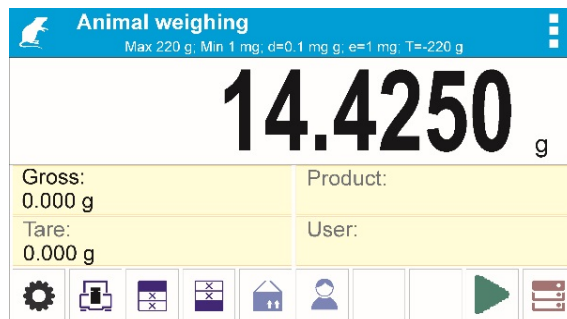 Animal weighing
Max 220 g; Min 1 mg; d=0.1 mg g; e=1 mg; T=-220 g
14.4250 g
Gross:
0.000 g
Product:
Tare:
0.000 g
User: